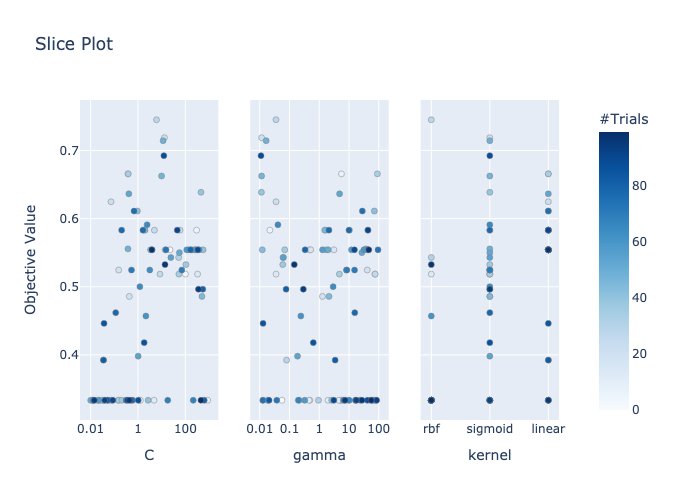 Slice Plot
#Trials
Objective Value
0.7
0.6
0.5
0.4
0.01 1 100
0.01 0.1 1 10 100
rbf sigmoid linear
C
gamma
kernel
80
60
40
20
0